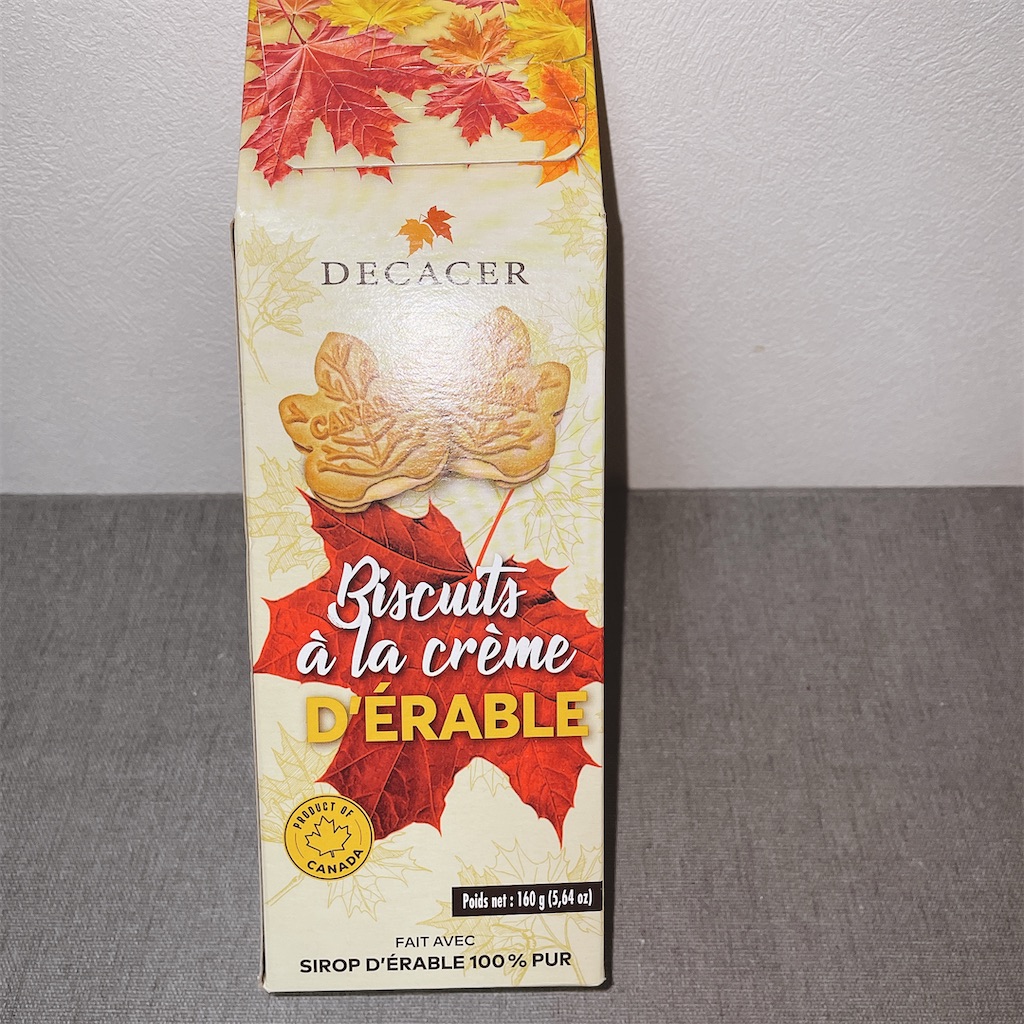 DECACER
CANA
Biscuits
à la crème
D'ÉRABLE
PRODUCT OF
CANADA
Poids net : 160 g (5,64 oz)
FAIT AVEC
SIROP D'ÉRABLE 100 % PUR